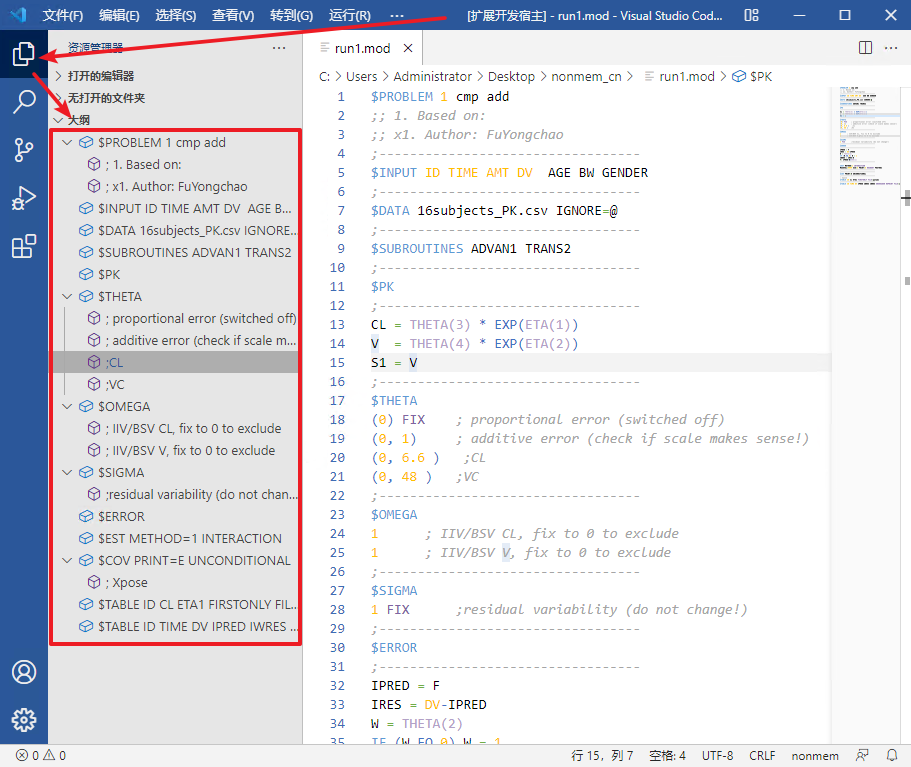 文件(F) 编辑(E) 选择(S) 查看(V) 转到(G) 运行(R) ··· [扩展开发宿主] - run1.mod - Visual Studio Cod...
资源管理器 ···
打开的编辑器
无打开的文件夹
大纲
$PROBLEM 1 cmp add
; 1. Based on:
; x1. Author: FuYongchao
$INPUT ID TIME AMT DV AGE B...
$DATA 16subjects_PK.csv IGNORE...
$SUBROUTINES ADVAN1 TRANS2
$PK
$THETA
; proportional error (switched off)
; additive error (check if scale m...
;CL
;VC
$OMEGA
; IIV/BSV CL, fix to 0 to exclude
; IIV/BSV V, fix to 0 to exclude
$SIGMA
;residual variability (do not chan...
$ERROR
$EST METHOD=1 INTERACTION
$COV PRINT=E UNCONDITIONAL
; Xpose
$TABLE ID CL ETA1 FIRSTONLY FIL...
$TABLE ID TIME DV IPRED IWRES ...
run1.mod
C: > Users > Administrator > Desktop > nonmem_cn > run1.mod > $PK
1 $PROBLEM 1 cmp add
2 ;; 1. Based on:
3 ;; x1. Author: FuYongchao
4 ;---------------------------------
5 $INPUT ID TIME AMT DV  AGE BW GENDER
6 ;---------------------------------
7 $DATA 16subjects_PK.csv IGNORE=@
8 ;---------------------------------
9 $SUBROUTINES ADVAN1 TRANS2
10 ;---------------------------------
11 $PK
12 ;---------------------------------
13 CL = THETA(3) * EXP(ETA(1))
14 V  = THETA(4) * EXP(ETA(2))
15 S1 = V
16 ;---------------------------------
17 $THETA
18 (0) FIX    ; proportional error (switched off)
19 (0, 1)     ; additive error (check if scale makes sense!)
20 (0, 6.6 )   ;CL
21 (0, 48 )   ;VC
22 ;---------------------------------
23 $OMEGA
24 1      ; IIV/BSV CL, fix to 0 to exclude
25 1      ; IIV/BSV V, fix to 0 to exclude
26 ;---------------------------------
27 $SIGMA
28 1 FIX      ;residual variability (do not change!)
29 ;---------------------------------
30 $ERROR
31 ;---------------------------------
32 IPRED = F
33 IRES = DV-IPRED
34 W = THETA(2)
35 IF (W.EQ.0) W = 1
0 0 行 15，列 7 空格: 4 UTF-8 CRLF nonmem